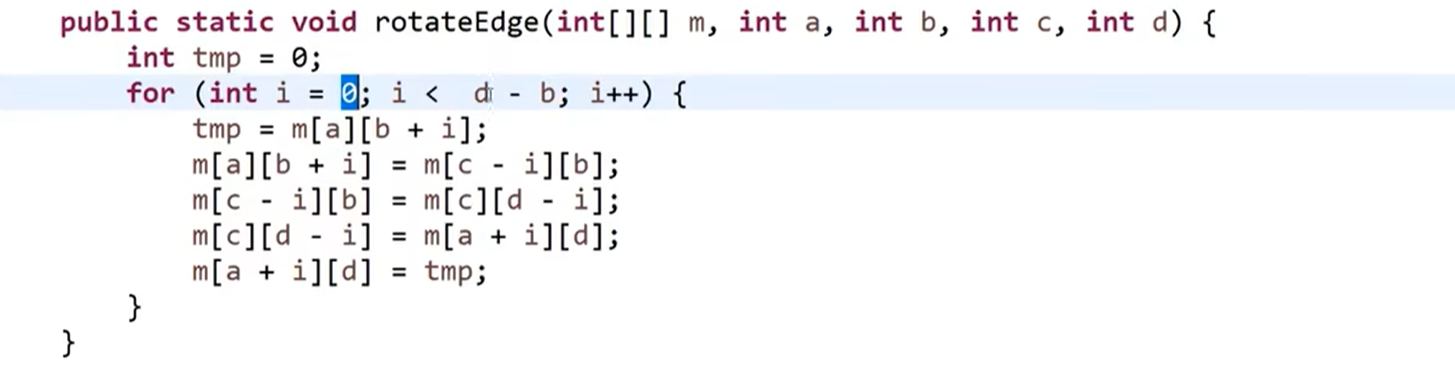 public static void rotateEdge(int[][] m, int a, int b, int c, int d) {
    int tmp = 0;
    for (int i = 0; i <  d - b; i++) {
        tmp = m[a][b + i];
        m[a][b + i] = m[c - i][b];
        m[c - i][b] = m[c][d - i];
        m[c][d - i] = m[a + i][d];
        m[a + i][d] = tmp;
    }
}